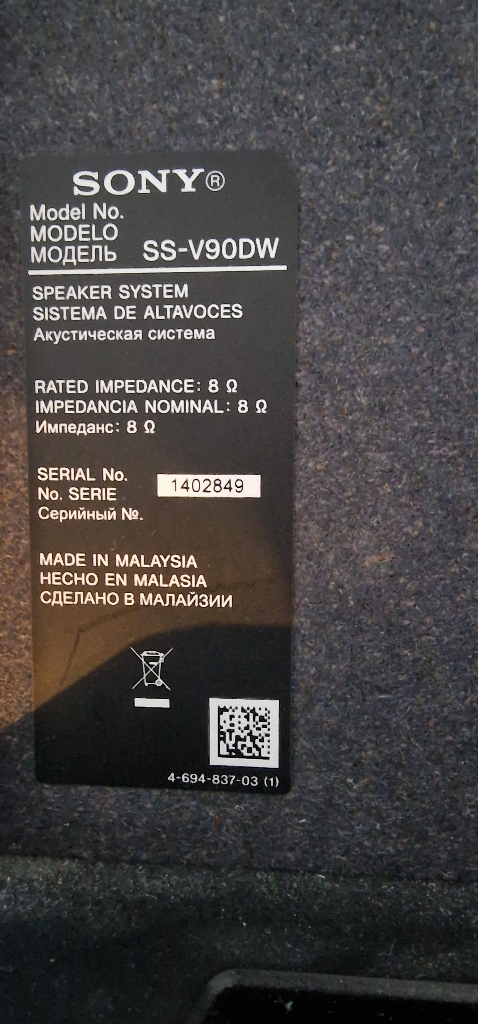 SONY®
Model No.
MODELO
МОДЕЛЬ SS-V90DW
SPEAKER SYSTEM
SISTEMA DE ALTAVOCES
Акустическая система
RATED IMPEDANCE: 8 Ω
IMPEDANCIA NOMINAL: 8 Ω
Импеданс: 8 Ω
SERIAL No.
No. SERIE 1402849
Серийный №.
MADE IN MALAYSIA
HECHO EN MALASIA
СДЕЛАНО В МАЛАЙЗИИ
4-694-837-03 (1)